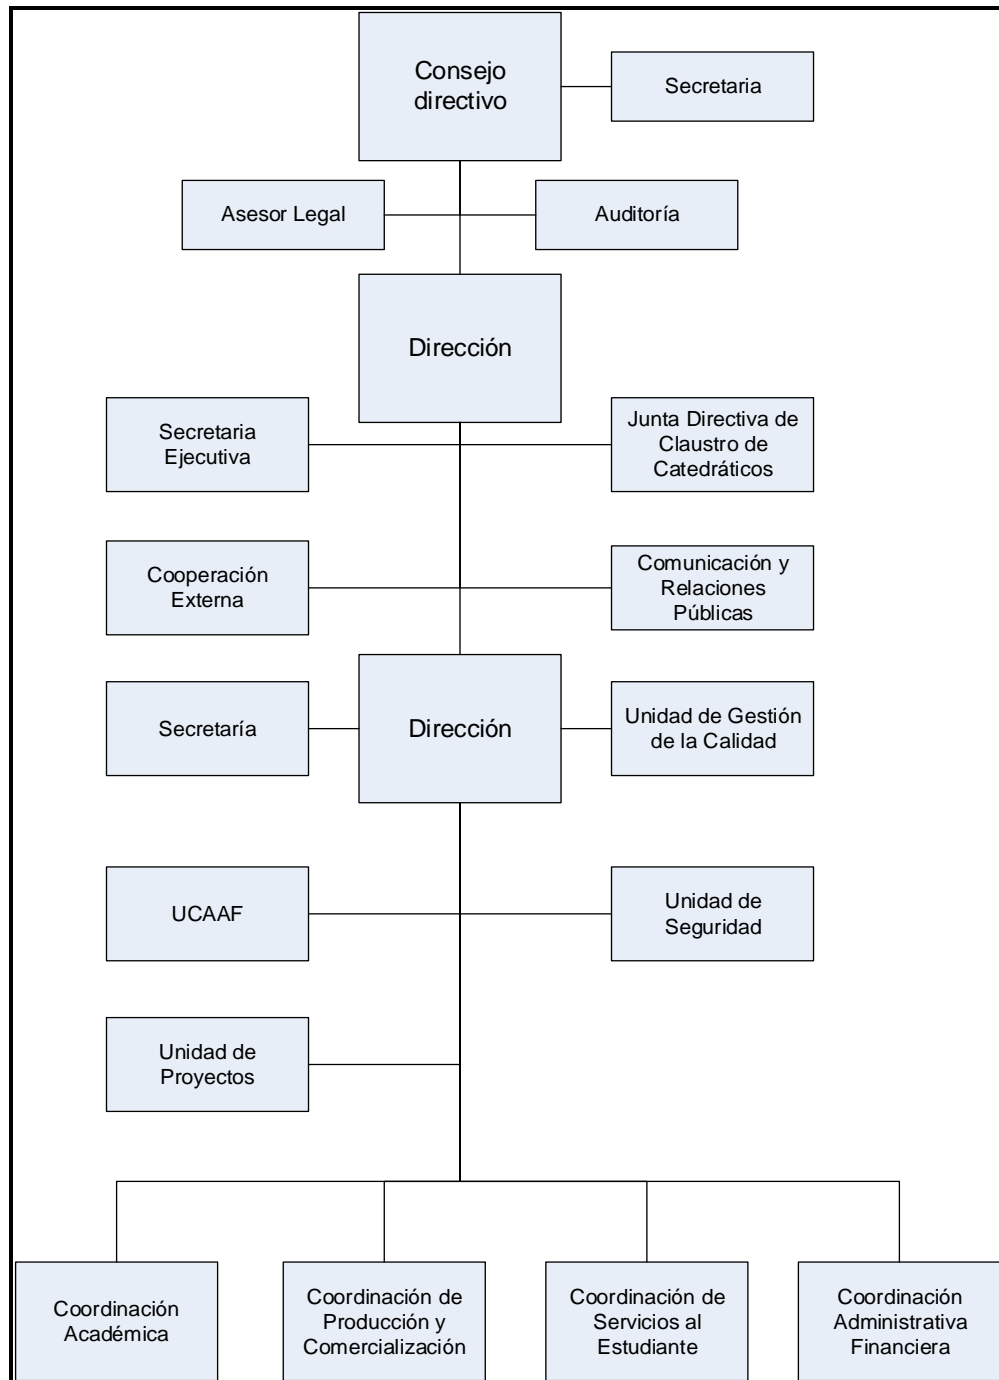 Consejo
directivo
Secretaria
Asesor Legal
Auditoría
Dirección
Secretaria
Ejecutiva
Junta Directiva de
Claustro de
Catedráticos
Cooperación
Externa
Comunicación y
Relaciones
Públicas
Secretaría
Dirección
Unidad de Gestión
de la Calidad
UCAAF
Unidad de
Seguridad
Unidad de
Proyectos
Coordinación
Académica
Coordinación de
Producción y
Comercialización
Coordinación de
Servicios al
Estudiante
Coordinación
Administrativa
Financiera